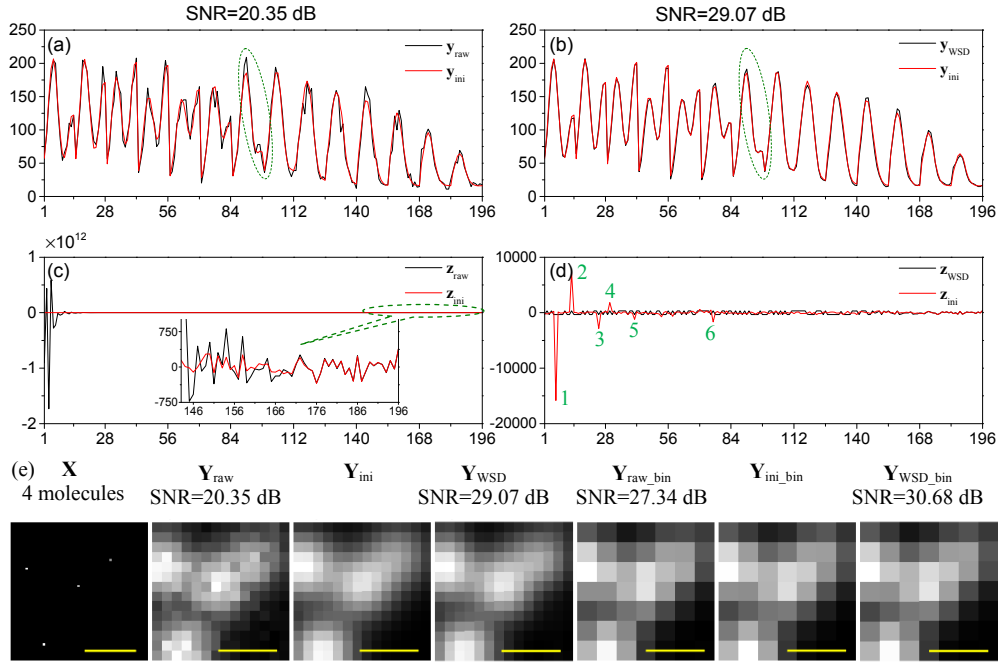 SNR=20.35 dB
SNR=29.07 dB
(a)
y_raw
y_ini
250
200
150
100
50
0
1 28 56 84 112 140 168 196
(b)
y_WSD
y_ini
250
200
150
100
50
0
1 28 56 84 112 140 168 196
×10^12
(c)
z_raw
z_ini
1
0
-1
-2
750
0
-750
146 156 166 176 186 196
1 28 56 84 112 140 168 196
(d)
z_WSD
z_ini
10000
0
-10000
-20000
1
2
3
4
5
6
1 28 56 84 112 140 168 196
(e) X Y_raw Y_ini Y_WSD Y_raw_bin Y_ini_bin Y_WSD_bin
4 molecules SNR=20.35 dB SNR=29.07 dB SNR=27.34 dB SNR=30.68 dB